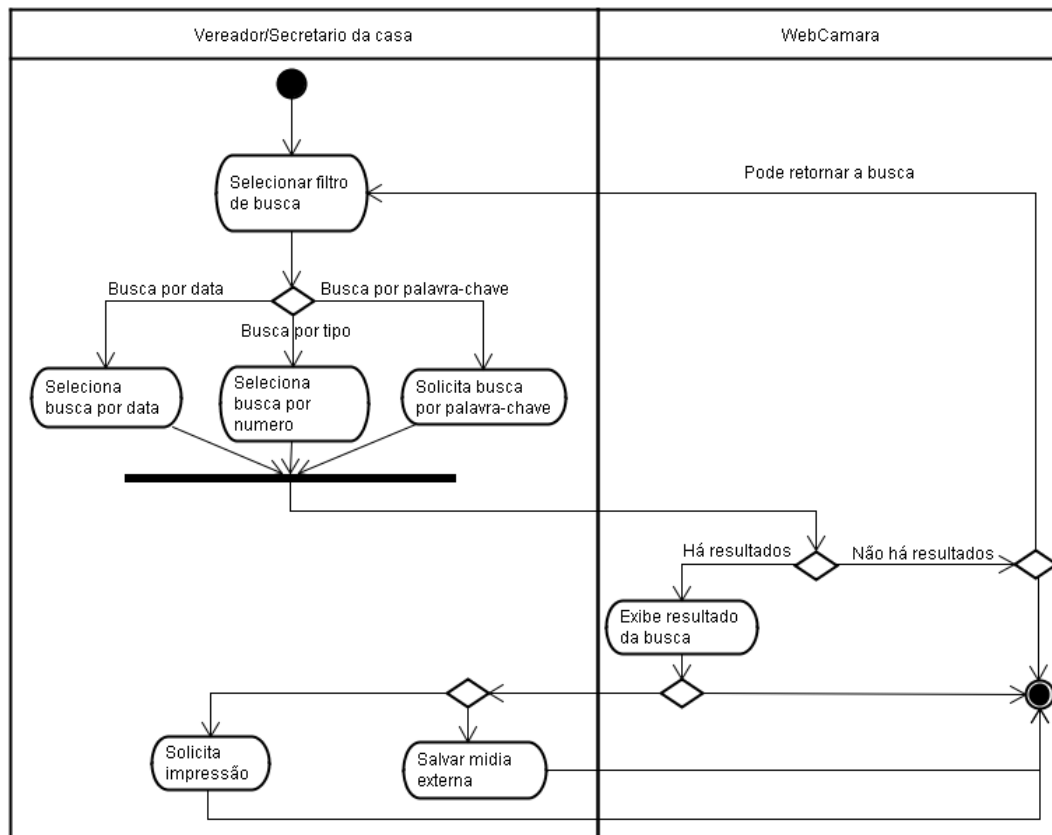 Vereador/Secretario da casa
WebCamara
Selecionar filtro
de busca
Pode retornar a busca
Busca por data
Busca por palavra-chave
Busca por tipo
Seleciona
busca por data
Seleciona
busca por
numero
Solicita busca
por palavra-chave
Há resultados
Não há resultados
Exibe resultado
da busca
Solicita
impressão
Salvar midia
externa